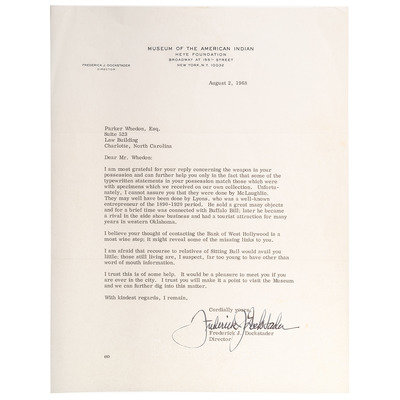 MUSEUM OF THE AMERICAN INDIAN
HEYE FOUNDATION
BROADWAY AT 155TH STREET
NEW YORK, N.Y. 10032
FREDERICK J. DOCKSTADER
DIRECTOR
August 2, 1968
Parker Whedon, Esq.
Suite 523
Law Building
Charlotte, North Carolina
Dear Mr. Whedon:
I am most grateful for your reply concerning the weapon in your
possession and can further help you only in the fact that some of the
typewritten statements in your possession match those which were
with specimens which we received on our own collection. Unfortu-
nately, I cannot assure you that they were done by McLaughlin.
They may well have been done by Lyons, who was a well-known
entrepreneur of the 1890-1920 period. He sold a great many objects
and for a brief time was connected with Buffalo Bill; later he became
a rival in the side show business and had a tourist attraction for many
years in western Oklahoma.
I believe your thought of contacting the Bank of West Hollywood is a
most wise step; it might reveal some of the missing links to you.
I am afraid that recourse to relatives of Sitting Bull would avail you
little; those still living are, I suspect, far too young to have other than
word of mouth information.
I trust this is of some help. It would be a pleasure to meet you if you
are ever in the city. I trust you will make it a point to visit the Museum
and we can further dig into this matter.
With kindest regards, I remain,
Cordially yours,
Frederick J. Dockstader
Frederick J. Dockstader
Director